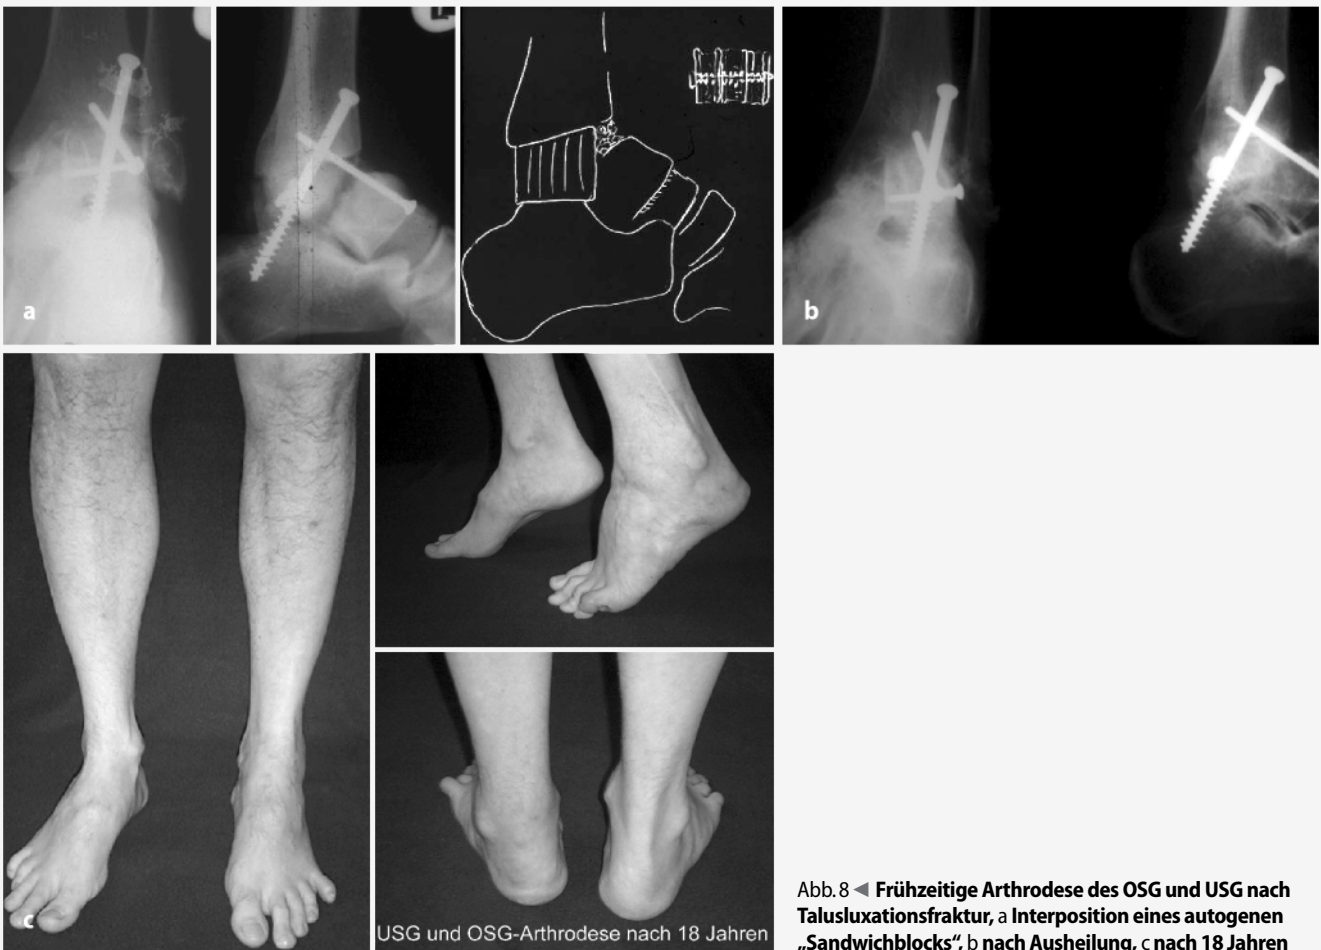 a
b
c
USG und OSG-Arthrodese nach 18 Jahren
Abb. 8 ◄ Frühzeitige Arthrodese des OSG und USG nach
Talusluxationsfraktur, a Interposition eines autogenen
„Sandwichblocks“, b nach Ausheilung, c nach 18 Jahren